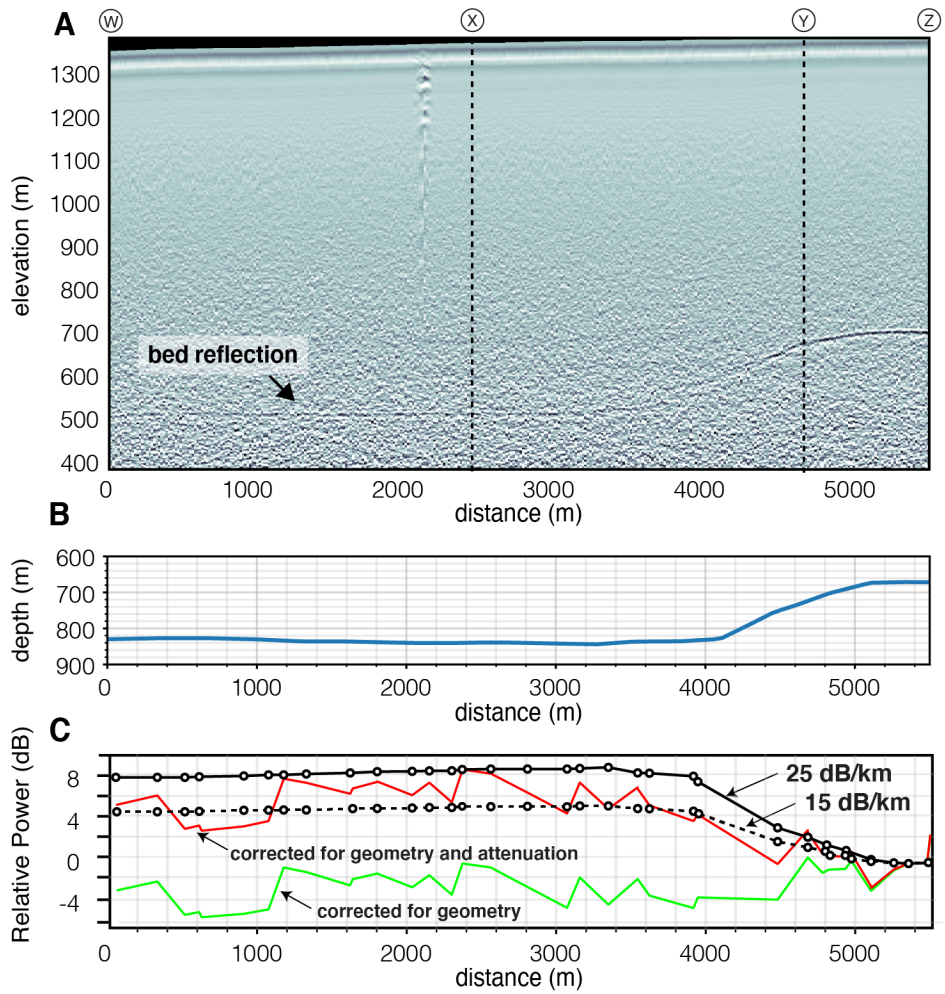 A
W X Y Z
1300
1200
1100
1000
900
800
700
600
500
400
elevation (m)
bed reflection
0 1000 2000 3000 4000 5000
distance (m)
B
600
700
800
900
depth (m)
0 1000 2000 3000 4000 5000
distance (m)
C
8
4
0
-4
Relative Power (dB)
25 dB/km
15 dB/km
corrected for geometry and attenuation
corrected for geometry
0 1000 2000 3000 4000 5000
distance (m)